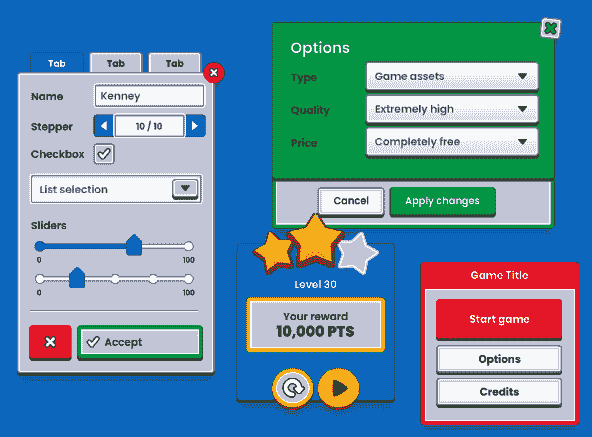 Tab
Tab
Tab
Name
Kenney
Stepper
10 / 10
Checkbox
List selection
Sliders
0
100
0
100
Accept
Options
Type
Game assets
Quality
Extremely high
Price
Completely free
Cancel
Apply changes
Level 30
Your reward
10,000 PTS
Game Title
Start game
Options
Credits